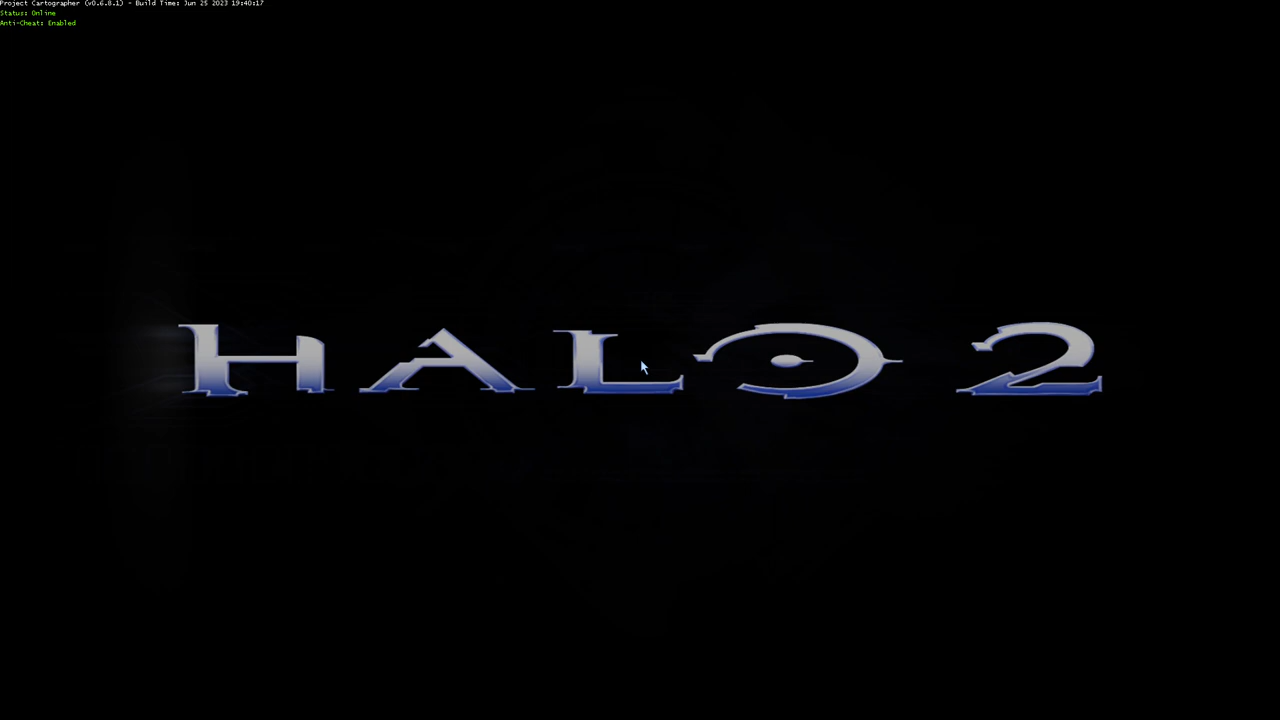 Project Cartographer (v0.6.8.1) - Build Time: Jun 25 2023 19:40:17
Status: Online
Anti-Cheat: Enabled
HALO 2